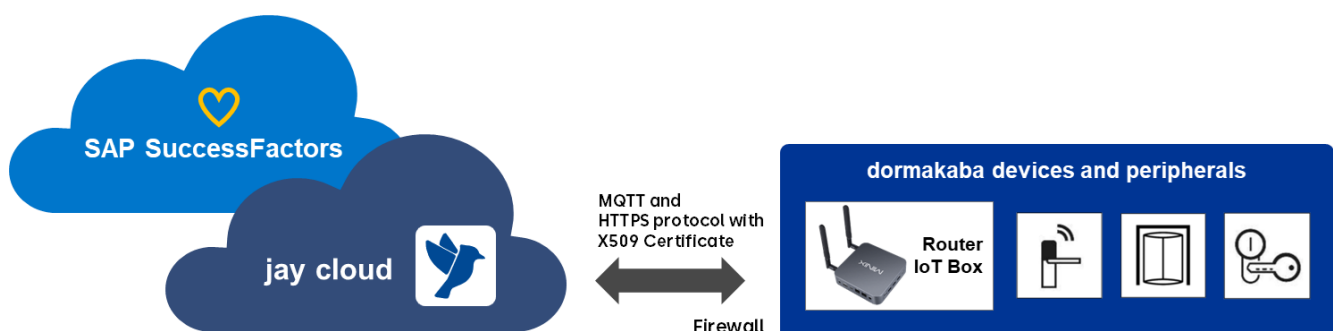 SAP SuccessFactors
jay cloud
MQTT and
HTTPS protocol with
X509 Certificate
Firewall
dormakaba devices and peripherals
MINIX
Router
IoT Box